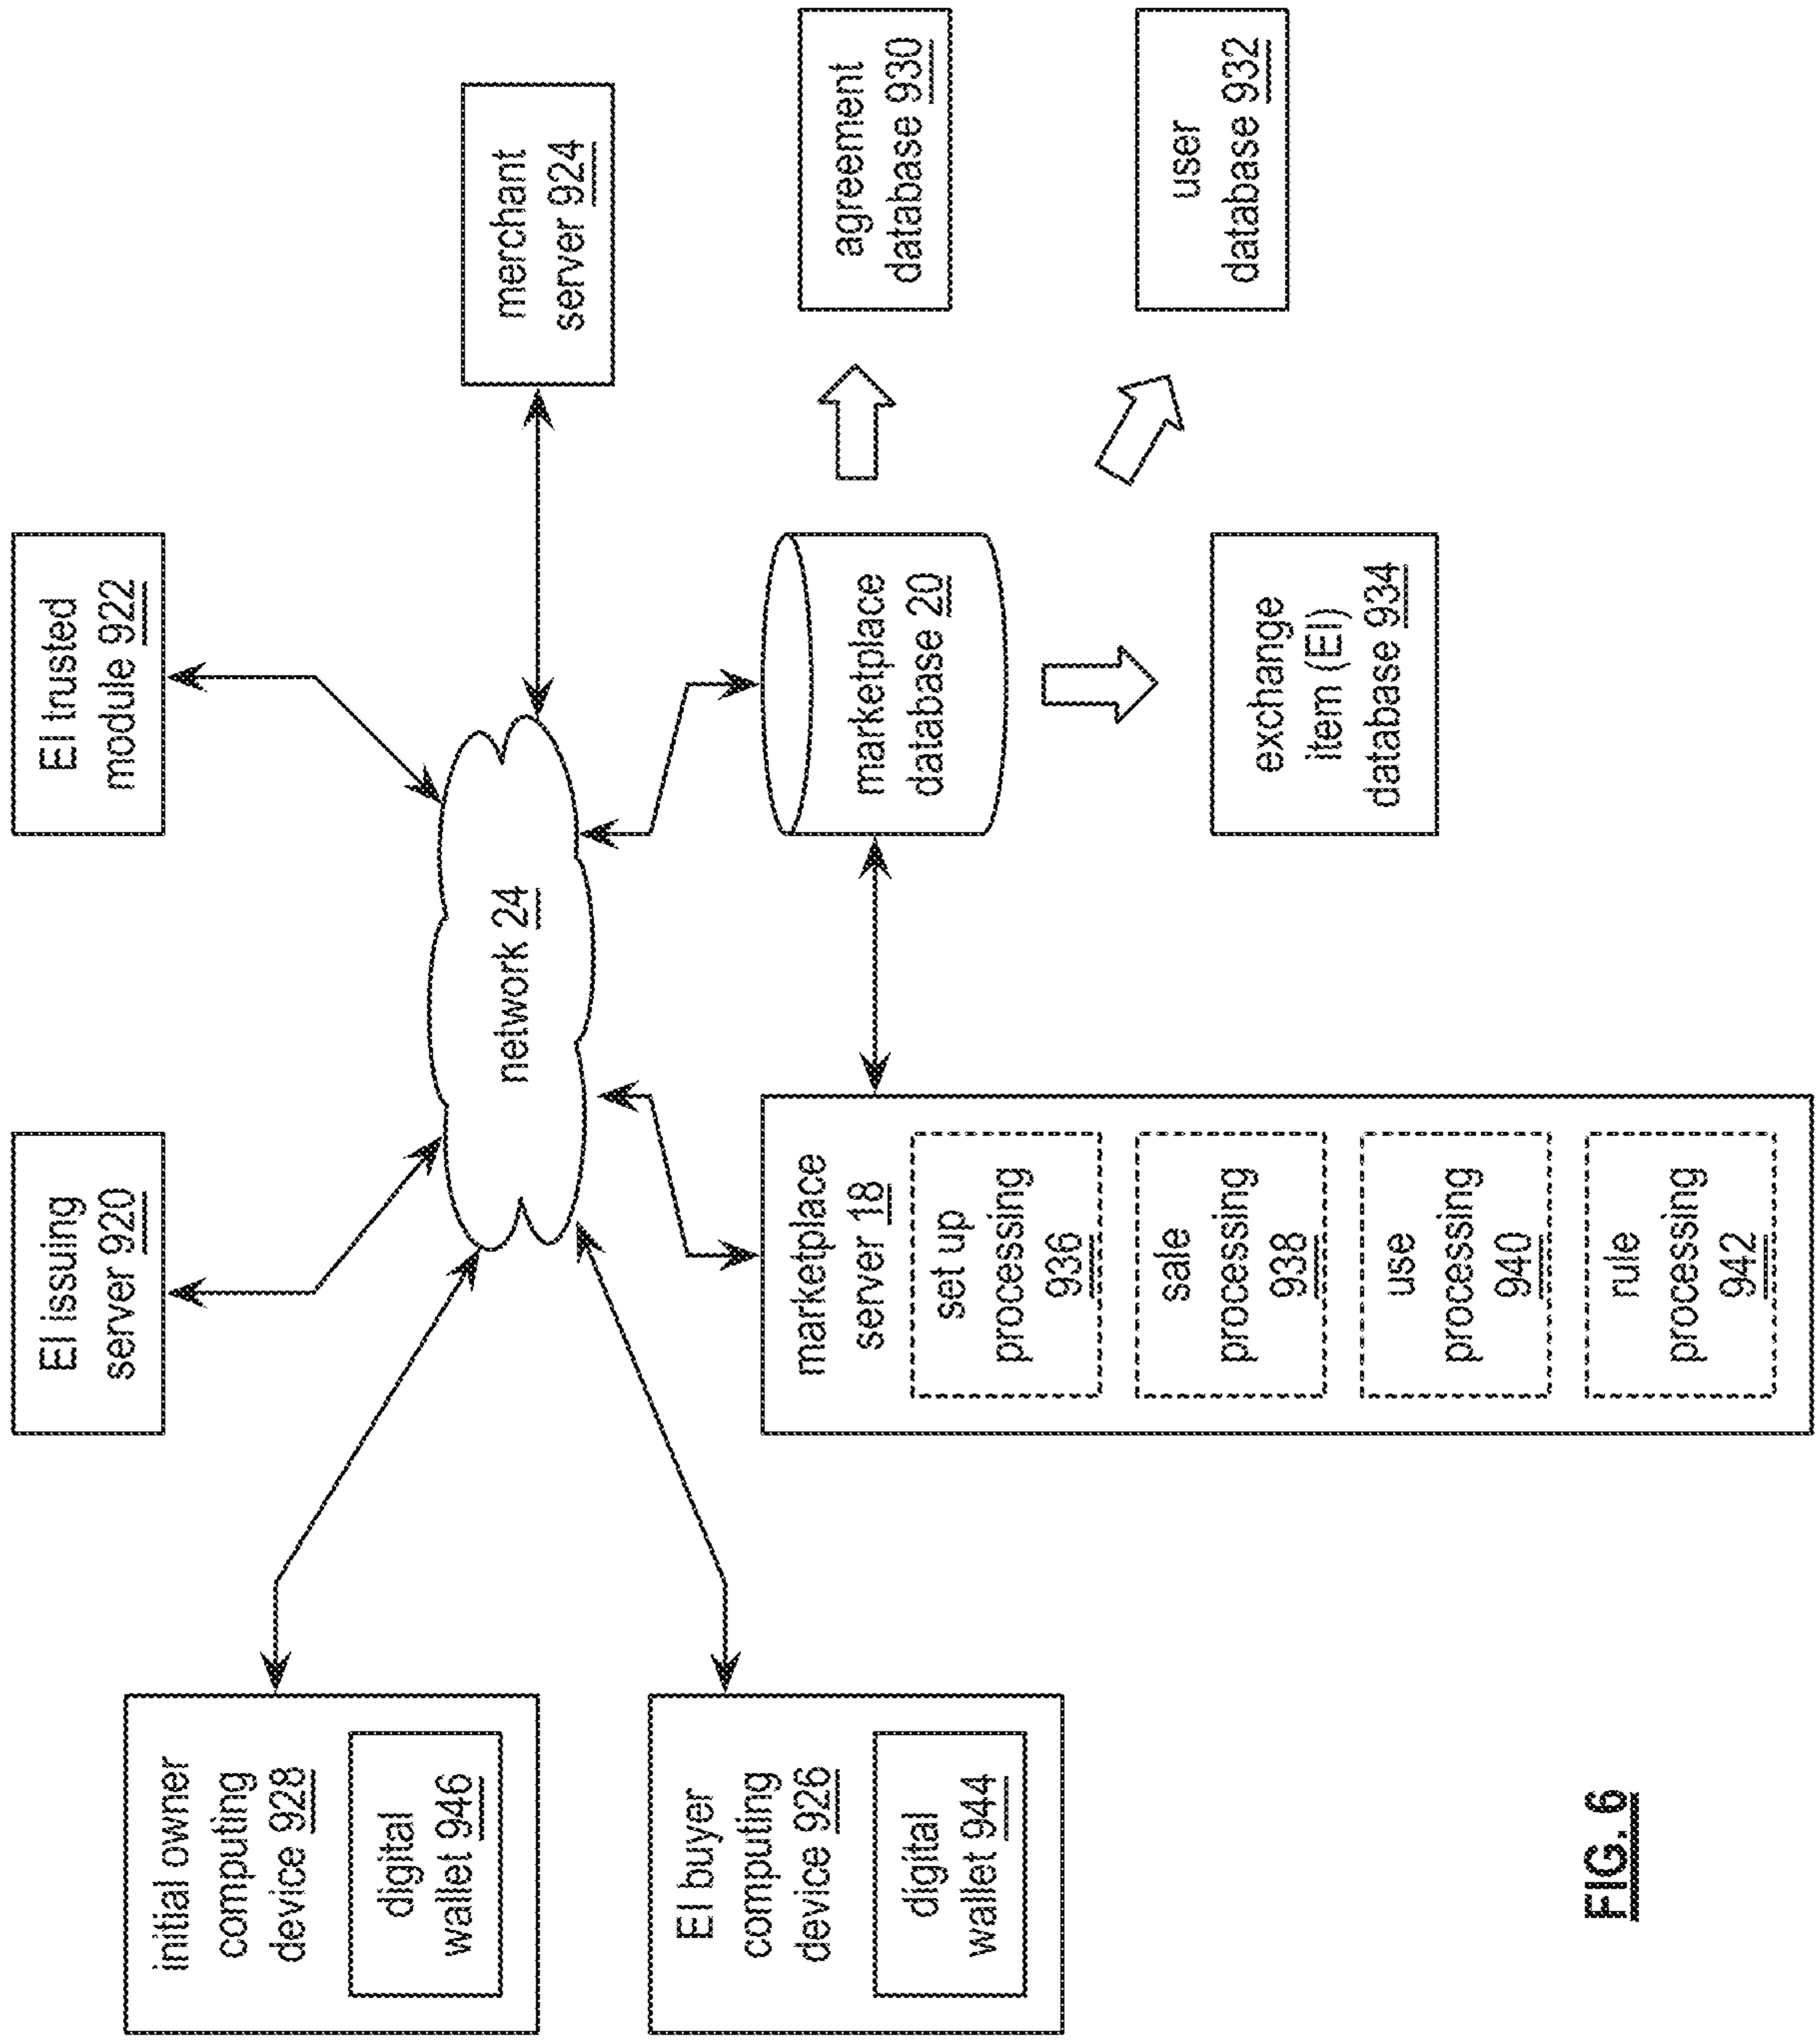 EI issuing
server 920
EI trusted
module 922
initial owner
computing
device 928
digital
wallet 946
network 24
merchant
server 924
EI buyer
computing
device 926
digital
wallet 944
marketplace
server 18
set up
processing
936
sale
processing
938
use
processing
940
rule
processing
942
marketplace
database 20
agreement
database 930
user
database 932
exchange
item (EI)
database 934
FIG. 6